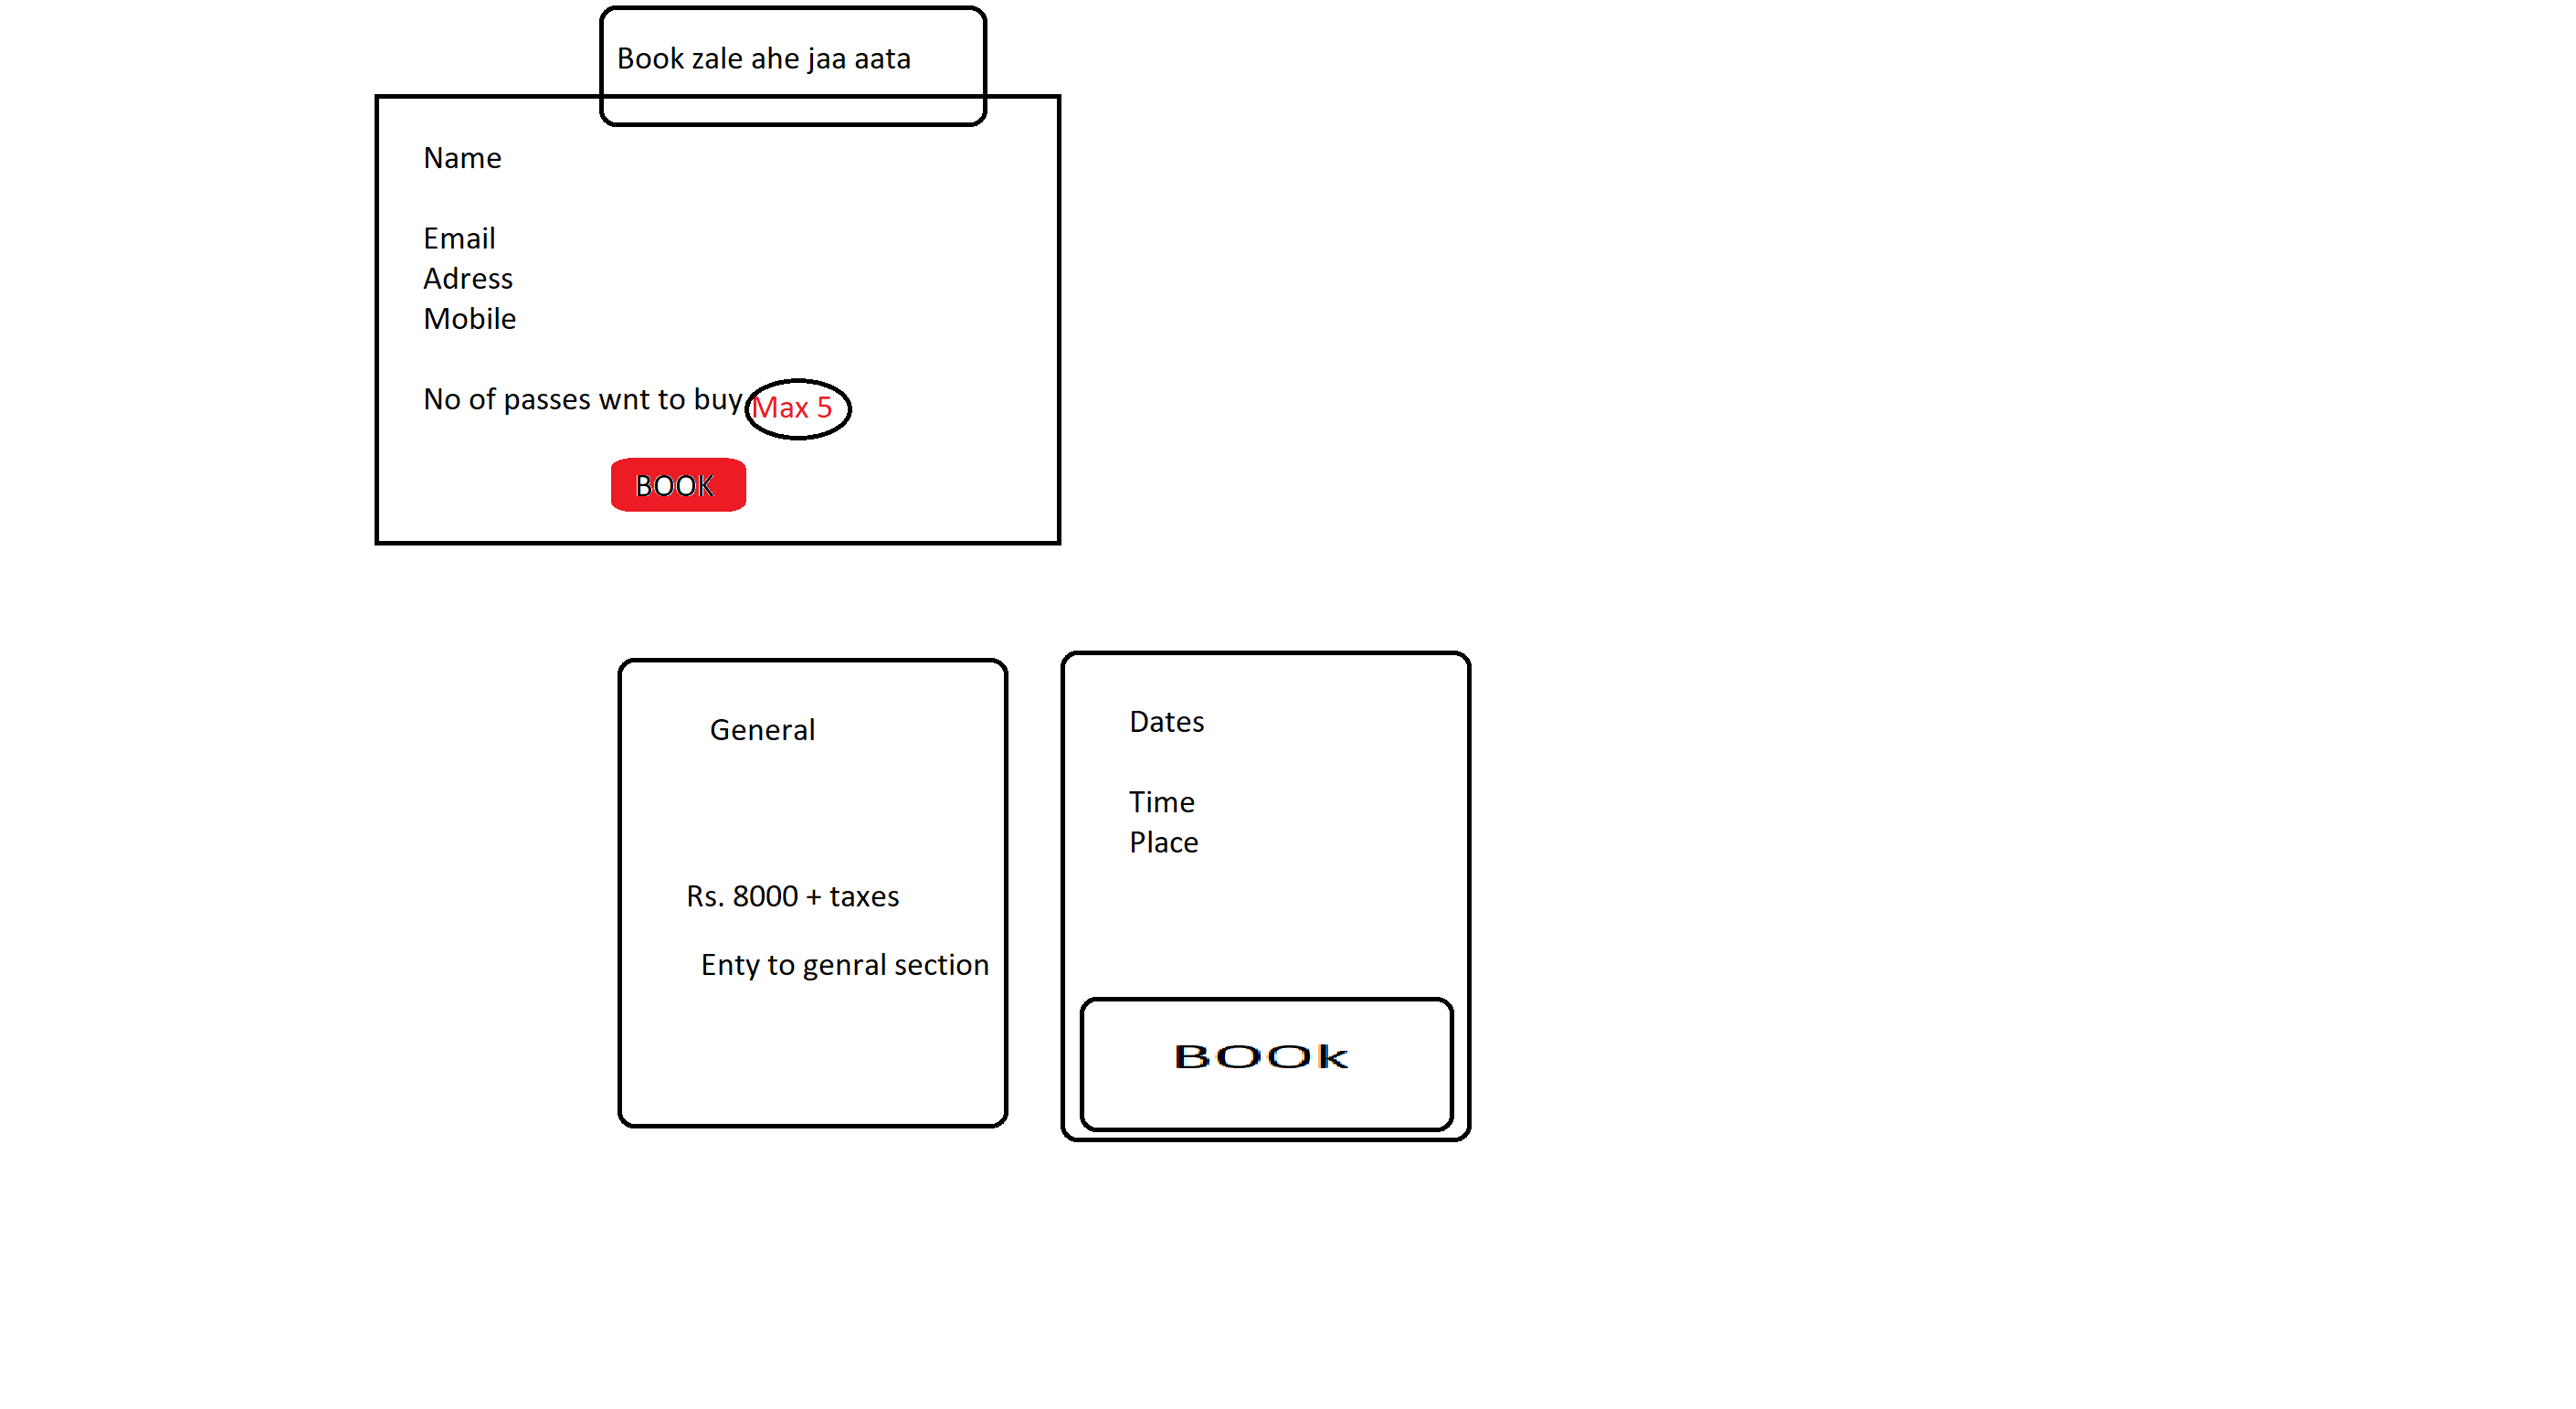 Book zale ahe jaa aata
Name
Email
Adress
Mobile
No of passes wnt to buy
Max 5
BOOK
General
Rs. 8000 + taxes
Enty to genral section
Dates
Time
Place
BOOk